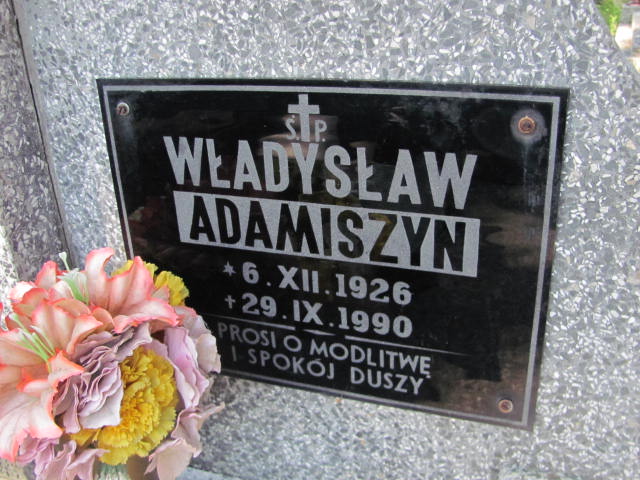 Ś.P.
WŁADYSŁAW
ADAMISZYN
* 6. XII. 1926
+ 29. IX. 1990
PROSI O MODLITWĘ
I SPOKÓJ DUSZY